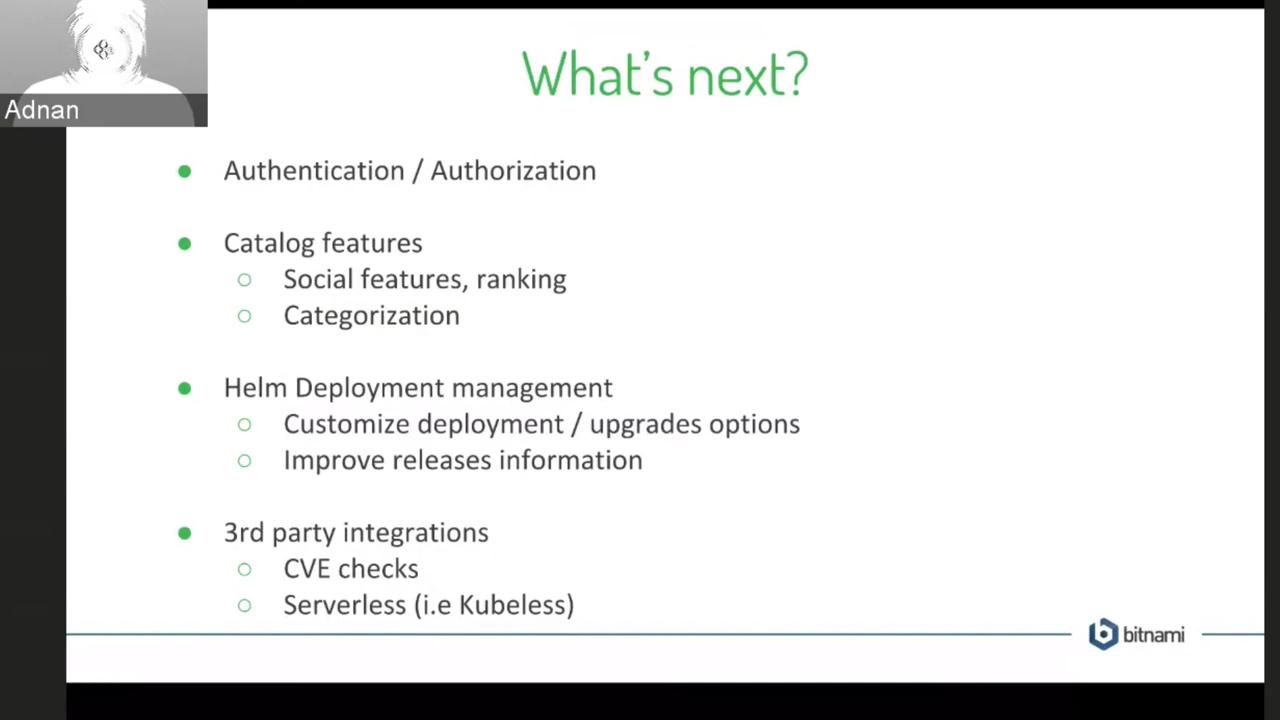 Adnan
What's next?
Authentication / Authorization
Catalog features
Social features, ranking
Categorization
Helm Deployment management
Customize deployment / upgrades options
Improve releases information
3rd party integrations
CVE checks
Serverless (i.e Kubeless)
bitnami